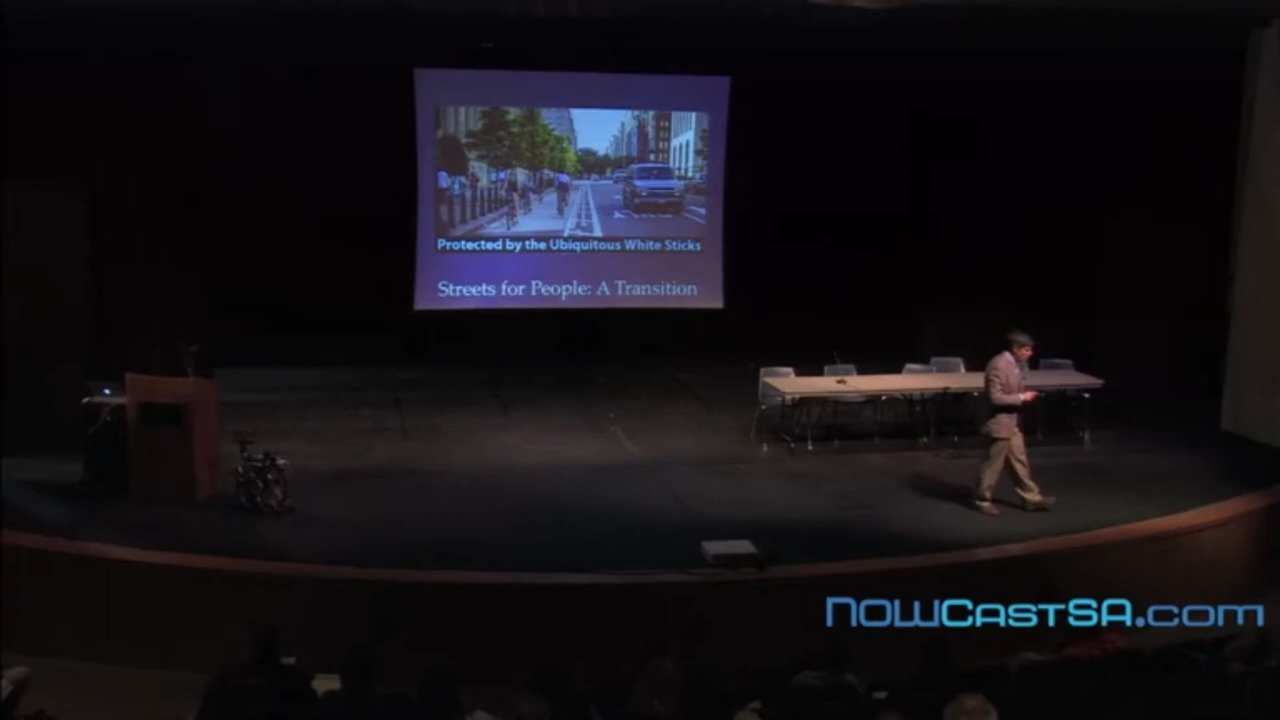 Protected by the Ubiquitous White Sticks
Streets for People: A Transition
NOWCastSA.com